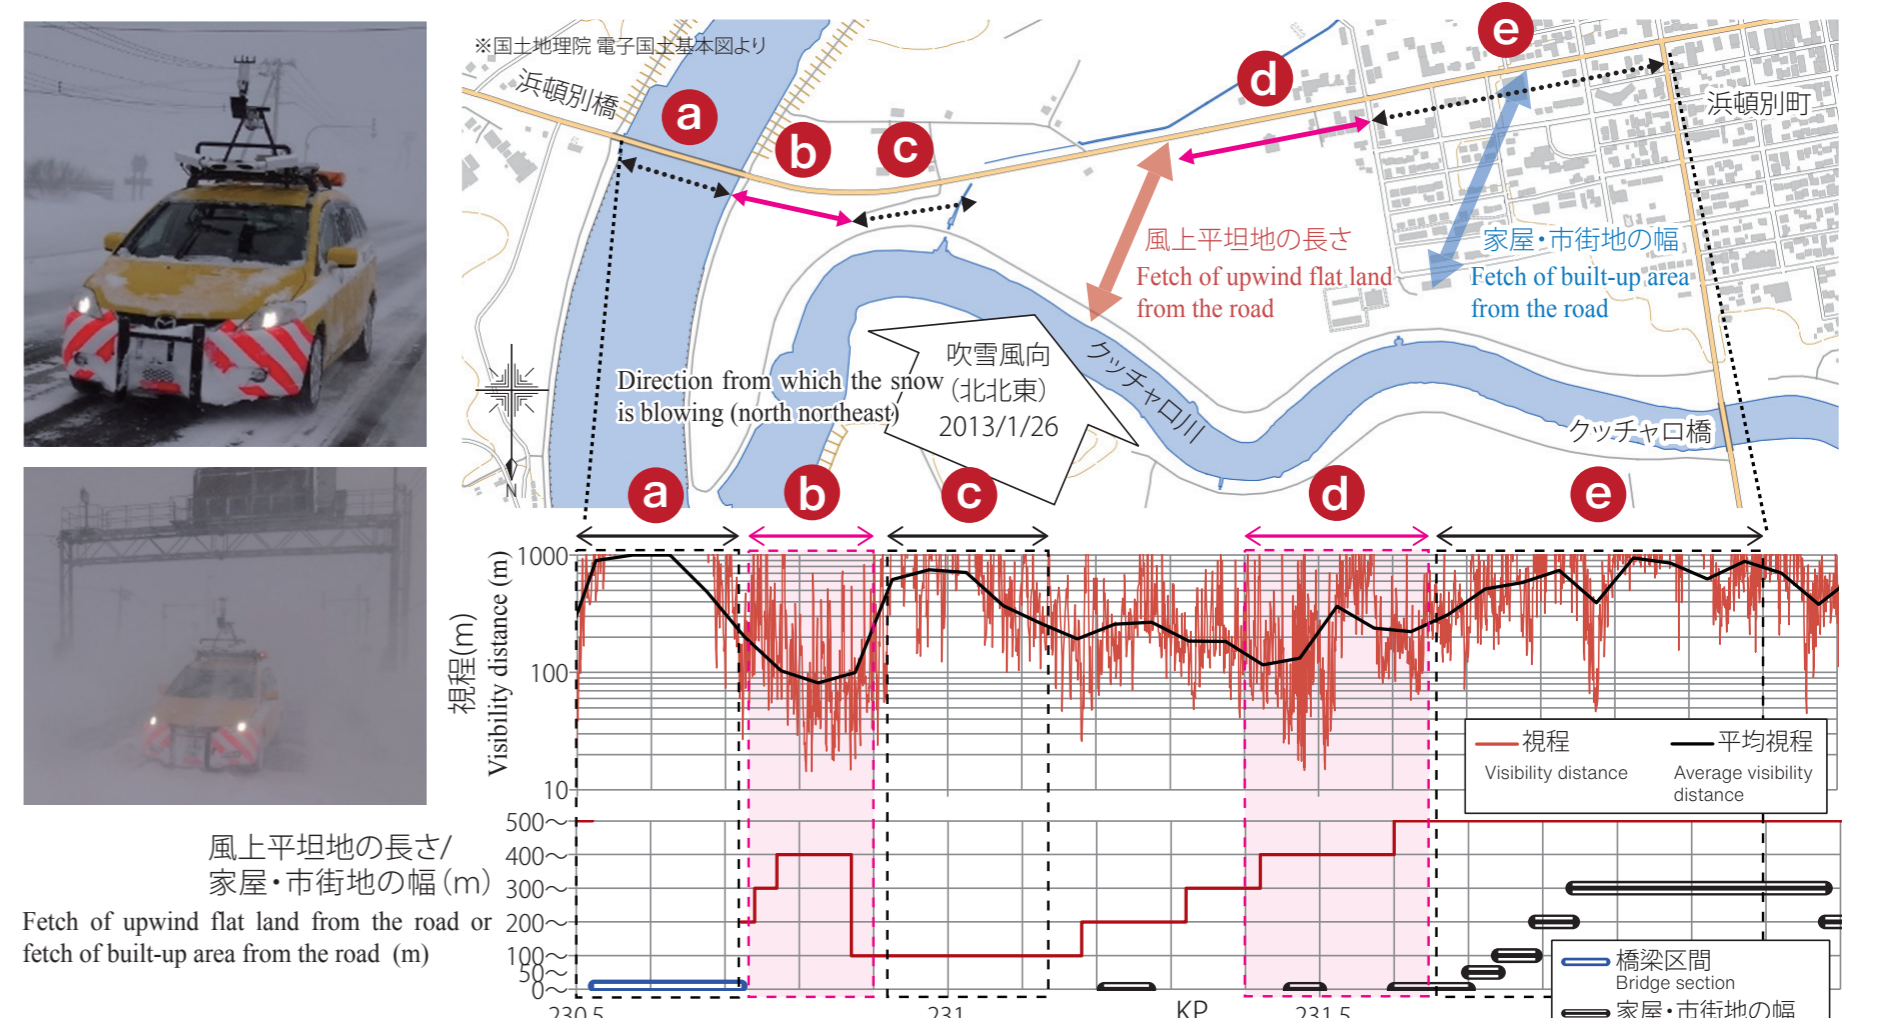 ※国土地理院 電子国土基本図より
浜頓別橋
a
b
c
d
e
浜頓別町
風上平坦地の長さ
Fetch of upwind flat land
from the road
家屋・市街地の幅
Fetch of built-up area
from the road
Direction from which the snow
is blowing (north northeast)
吹雪風向
(北北東)
2013/1/26
クッチャロ川
クッチャロ橋
N
a
b
c
d
e
視程(m)
Visibility distance (m)
1000
100
10
視程
Visibility distance
平均視程
Average visibility
distance
風上平坦地の長さ/
家屋・市街地の幅(m)
Fetch of upwind flat land from the road or
fetch of built-up area from the road (m)
500〜
400〜
300〜
200〜
100〜
50〜
0〜
橋梁区間
Bridge section
家屋・市街地の幅
230.5
231
KP
231.5